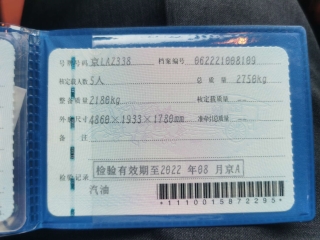 号牌号码 京LA2338 档案编号 062221008109
核定载人数 5人 总质量 2750kg
整备质量 2180kg 核定载质量 --
外廓尺寸 4860×1933×1780mm 准牵引总质量 --
备注
检验有效期至2022年08月京A
检验记录
汽油
*1110015872295*